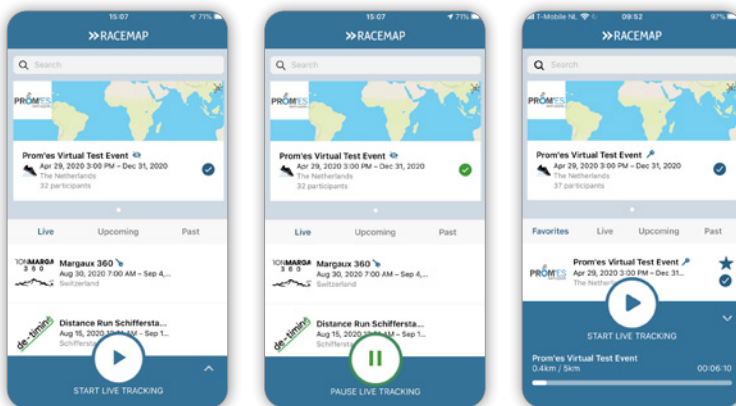 15:07
71%
RACEMAP
Search
PROM'ES
Prom'es Virtual Test Event
Apr 29, 2020 3:00 PM – Dec 31, 2020
The Netherlands
32 participants
Live Upcoming Past
Margaux 360
Aug 30, 2020 7:00 AM – Sep 4,...
Switzerland
Distance Run Schiffersta...
Aug 15, 2020
de-timing
START LIVE TRACKING
15:07
71%
RACEMAP
Search
PROM'ES
Prom'es Virtual Test Event
Apr 29, 2020 3:00 PM – Dec 31, 2020
The Netherlands
32 participants
Live Upcoming Past
Margaux 360
Aug 30, 2020 7:00 AM – Sep 4,...
Switzerland
Distance Run Schiffersta...
Aug 15, 2020
de-timing
PAUSE LIVE TRACKING
T-Mobile NL 09:52 97%
RACEMAP
Search
PROM'ES
Prom'es Virtual Test Event
Apr 29, 2020 3:00 PM – Dec 31, 2020
The Netherlands
37 participants
Favorites Live Upcoming Past
PROM'ES
Prom'es Virtual Test Event
Apr 29, 2020 3:00 PM – Dec 31...
The
START LIVE TRACKING
Prom'es Virtual Test Event
0.4km / 5km 00:06:10